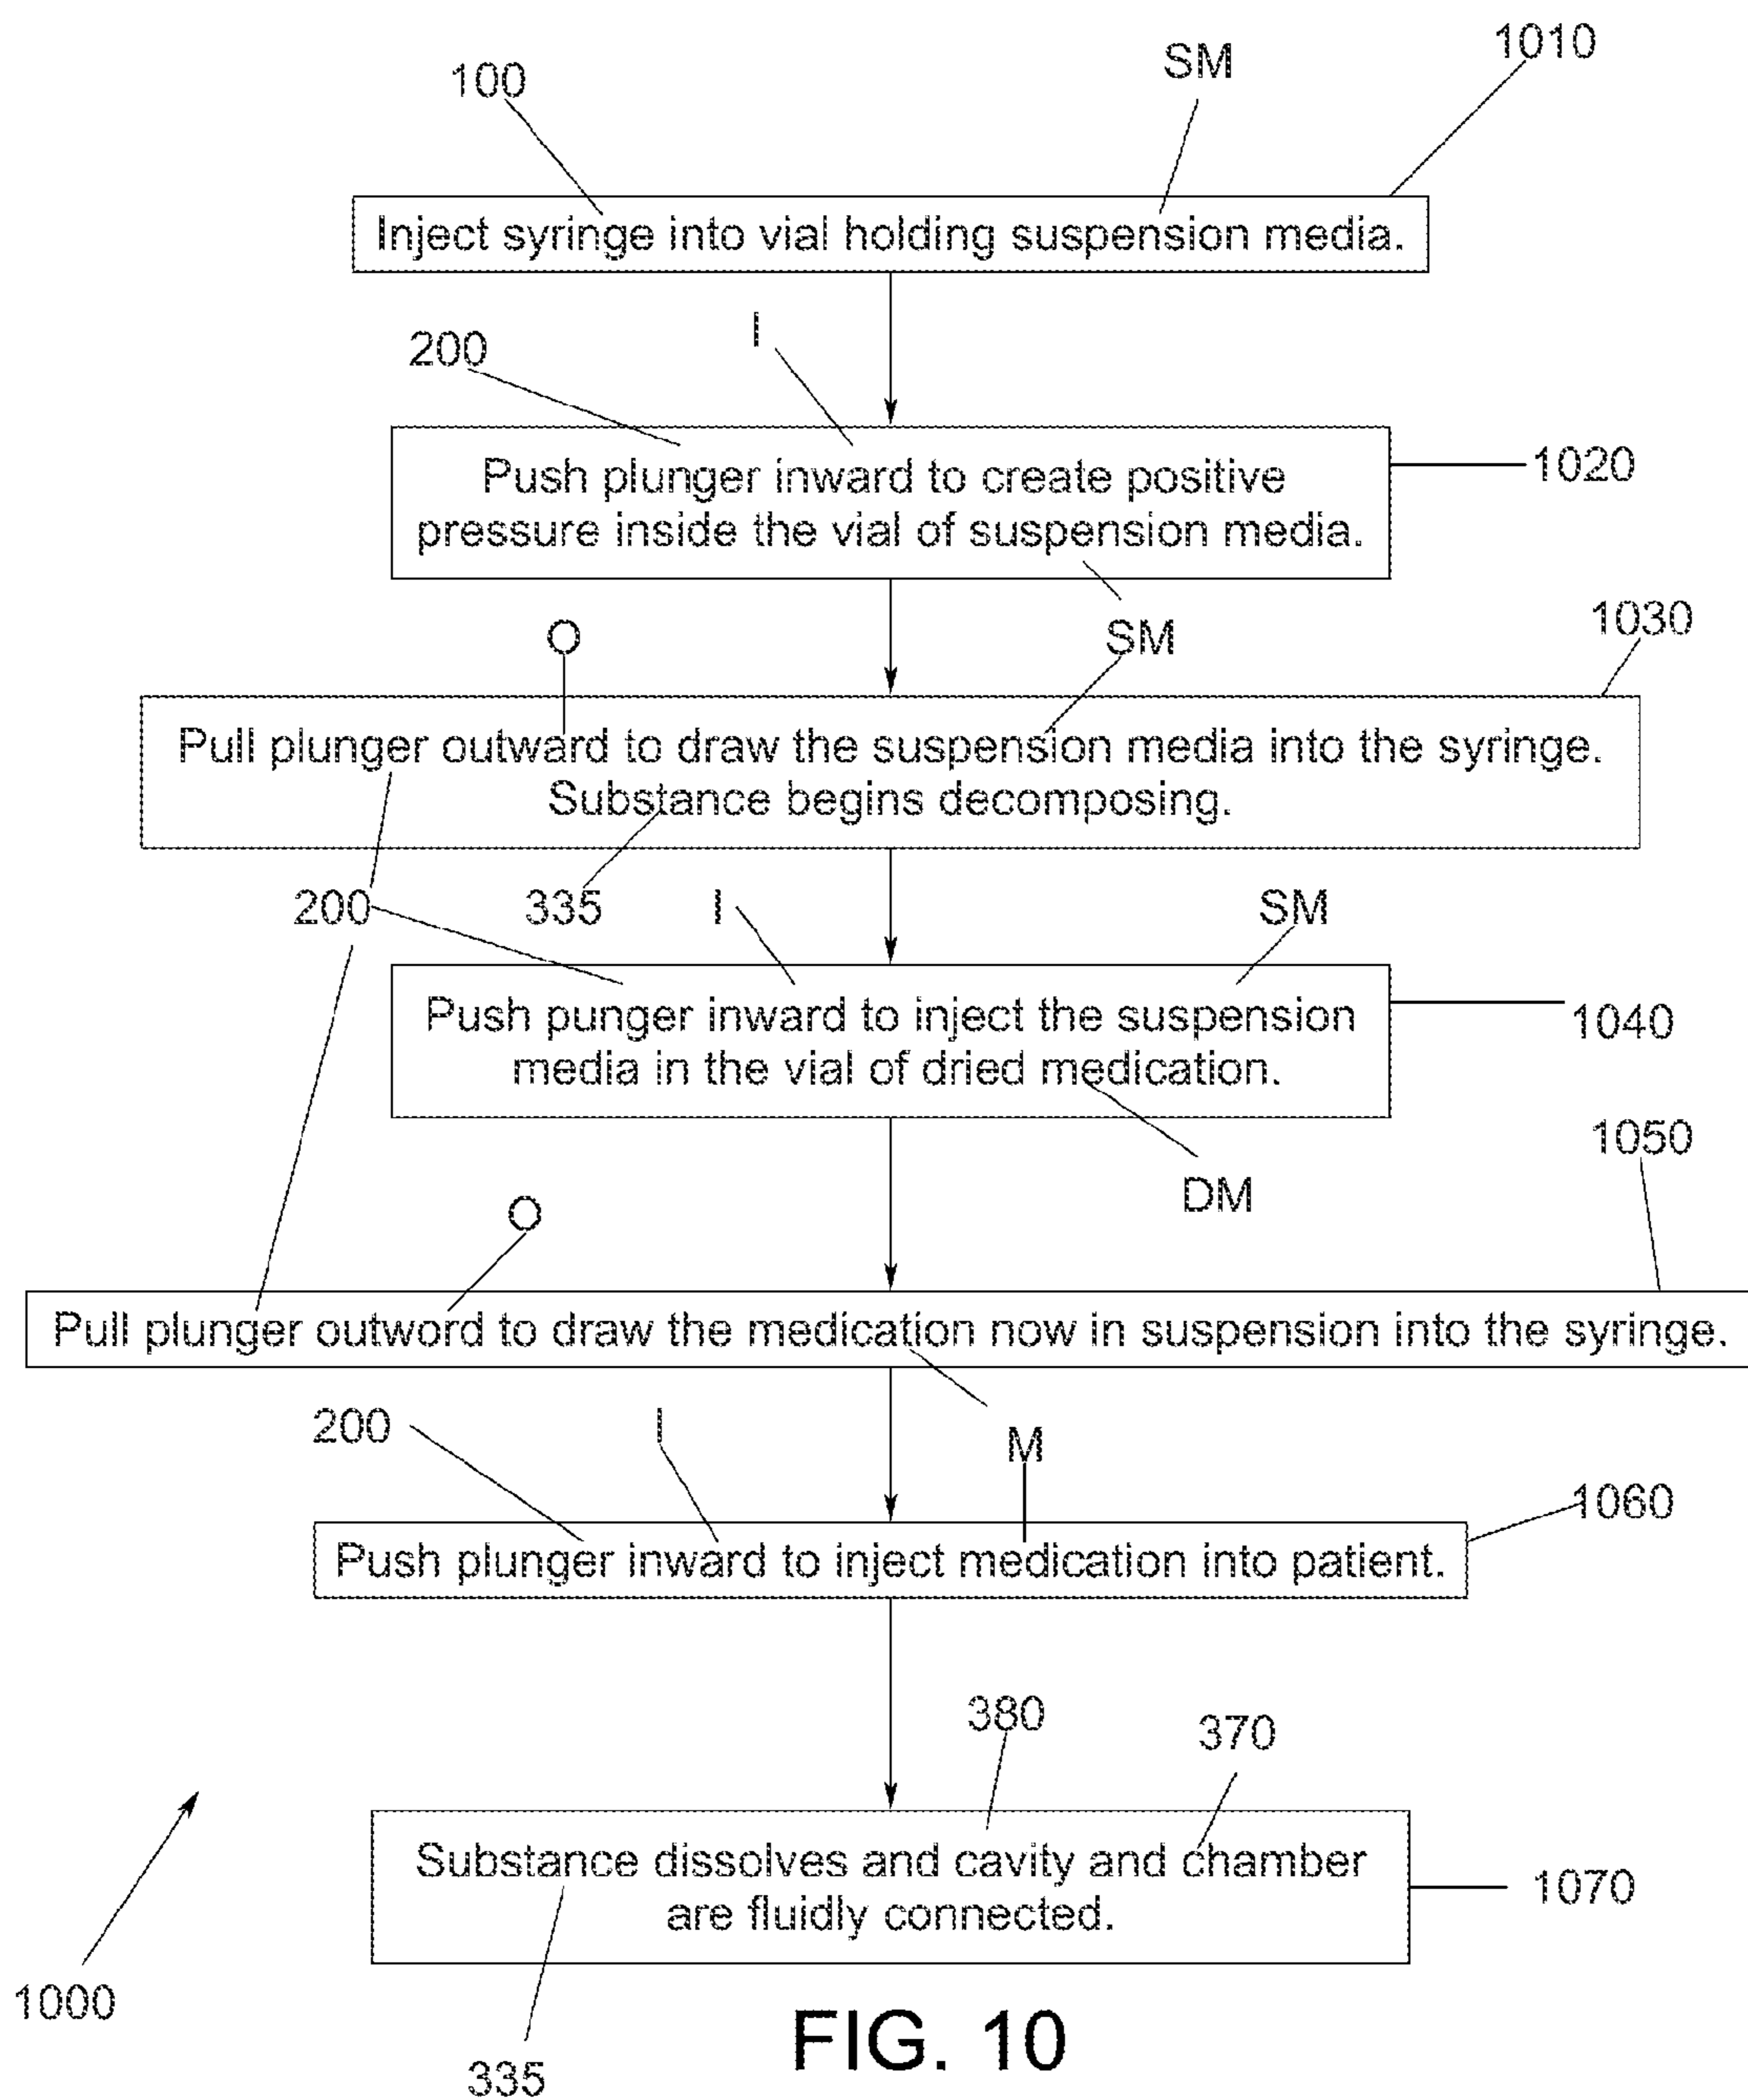 1010
SM
100
Inject syringe into vial holding suspension media.
I
200
Push plunger inward to create positive
pressure inside the vial of suspension media.
1020
1030
O
SM
Pull plunger outward to draw the suspension media into the syringe.
Substance begins decomposing.
200
335
I
SM
Push punger inward to inject the suspension
media in the vial of dried medication.
1040
1050
DM
O
Pull plunger outword to draw the medication now in suspension into the syringe.
200
I
M
1060
Push plunger inward to inject medication into patient.
380
370
Substance dissolves and cavity and chamber
are fluidly connected.
1070
1000
335
FIG. 10